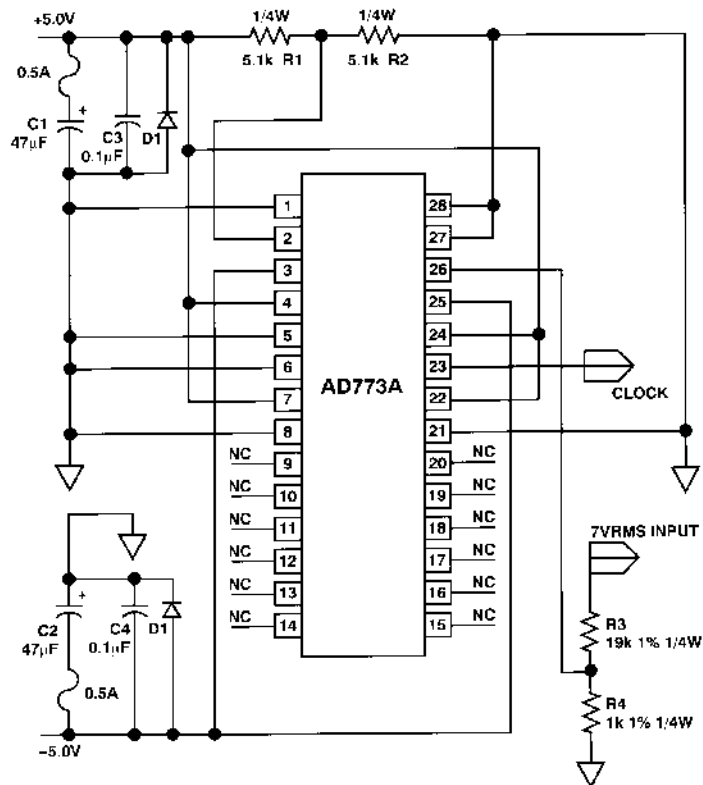 +5.0V
1/4W
1/4W
5.1k R1
5.1k R2
0.5A
+
C1
47μF
C3
0.1μF
D1
1
2
3
4
5
6
7
8
NC 9
NC 10
NC 11
NC 12
NC 13
NC 14
AD773A
28
27
26
25
24
23
22
21
20 NC
19 NC
18 NC
17 NC
16 NC
15 NC
CLOCK
7VRMS INPUT
R3
19k 1% 1/4W
R4
1k 1% 1/4W
+
C2
47μF
C4
0.1μF
D1
0.5A
−5.0V